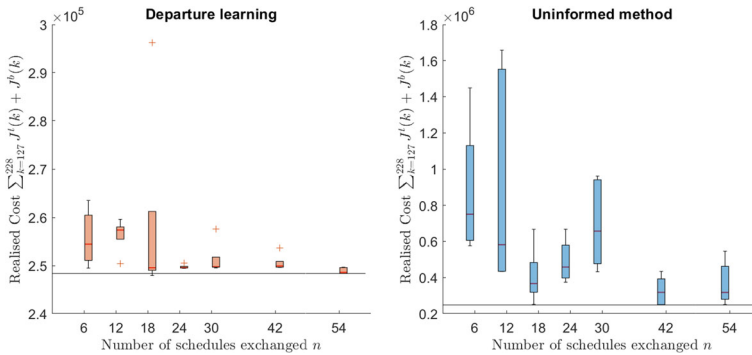 Departure learning
×10^5
3
2.9
2.8
2.7
2.6
2.5
2.4
6 12 18 24 30 42 54
Number of schedules exchanged n
Realised Cost ∑_{k=127}^{228} J^t(k) + J^b(k)
Uninformed method
×10^6
1.8
1.6
1.4
1.2
1
0.8
0.6
0.4
0.2
6 12 18 24 30 42 54
Number of schedules exchanged n
Realised Cost ∑_{k=127}^{228} J^t(k) + J^b(k)